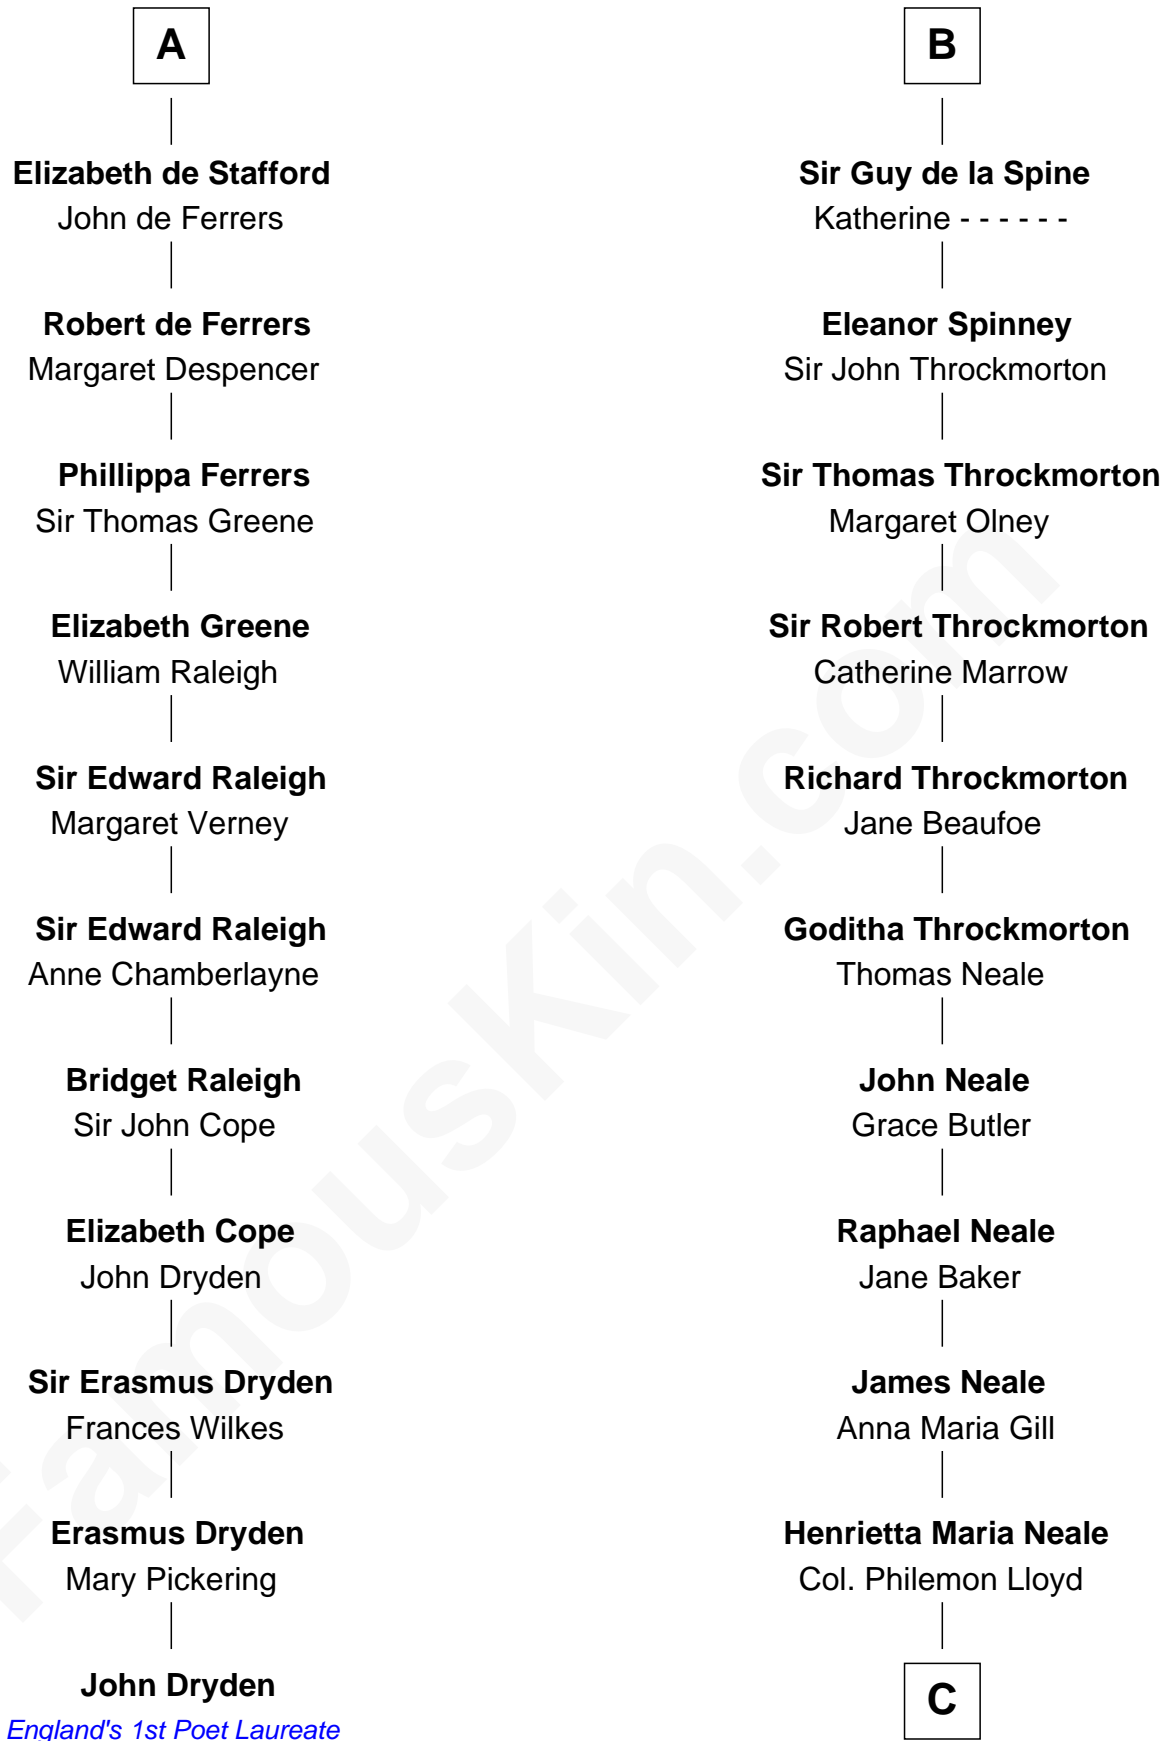 A
Elizabeth de Stafford
John de Ferrers
Robert de Ferrers
Margaret Despencer
Phillippa Ferrers
Sir Thomas Greene
Elizabeth Greene
William Raleigh
Sir Edward Raleigh
Margaret Verney
Sir Edward Raleigh
Anne Chamberlayne
Bridget Raleigh
Sir John Cope
Elizabeth Cope
John Dryden
Sir Erasmus Dryden
Frances Wilkes
Erasmus Dryden
Mary Pickering
John Dryden
England's 1st Poet Laureate
B
Sir Guy de la Spine
Katherine - - - - - -
Eleanor Spinney
Sir John Throckmorton
Sir Thomas Throckmorton
Margaret Olney
Sir Robert Throckmorton
Catherine Marrow
Richard Throckmorton
Jane Beaufoe
Goditha Throckmorton
Thomas Neale
John Neale
Grace Butler
Raphael Neale
Jane Baker
James Neale
Anna Maria Gill
Henrietta Maria Neale
Col. Philemon Lloyd
C
FamousKin.com